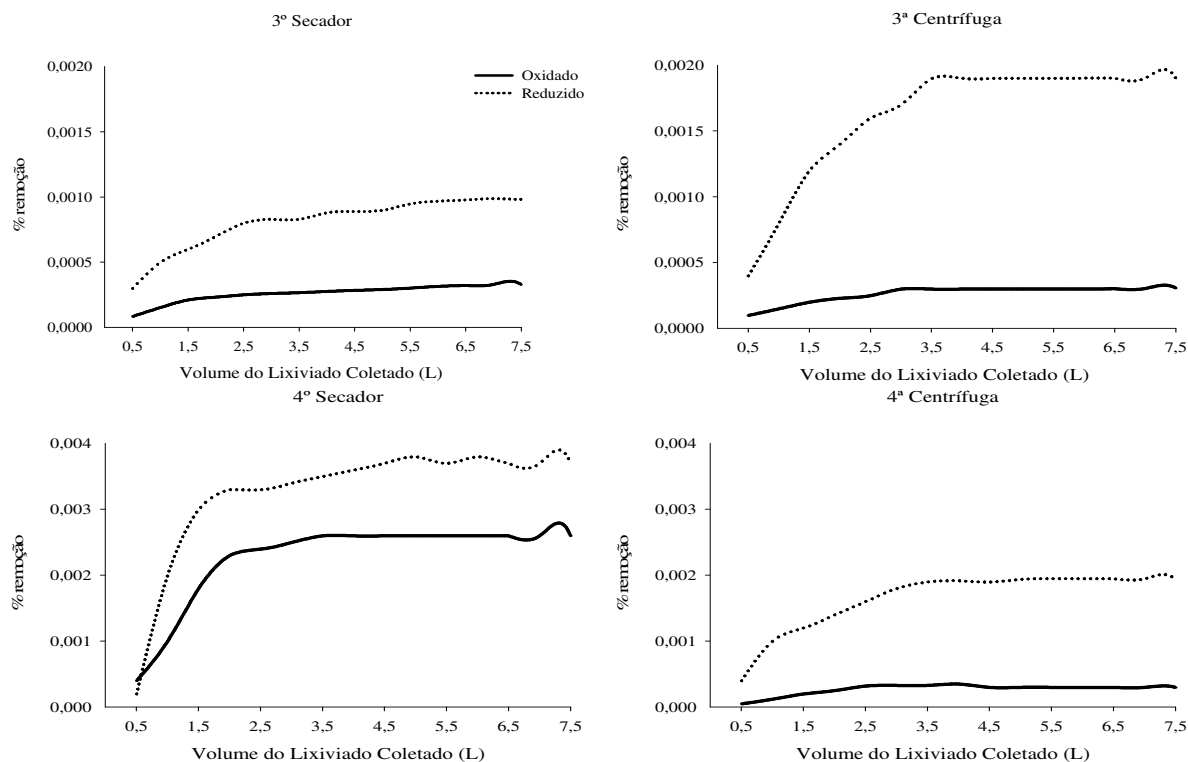 3º Secador
0,0020
0,0015
0,0010
0,0005
0,0000
% remoção
Oxidado
Reduzido
0,5 1,5 2,5 3,5 4,5 5,5 6,5 7,5
Volume do Lixiviado Coletado (L)
3ª Centrífuga
0,0020
0,0015
0,0010
0,0005
0,0000
% remoção
0,5 1,5 2,5 3,5 4,5 5,5 6,5 7,5
Volume do Lixiviado Coletado (L)
4º Secador
0,004
0,003
0,002
0,001
0,000
% remoção
0,5 1,5 2,5 3,5 4,5 5,5 6,5 7,5
Volume do Lixiviado Coletado (L)
4ª Centrífuga
0,004
0,003
0,002
0,001
0,000
% remoção
0,5 1,5 2,5 3,5 4,5 5,5 6,5 7,5
Volume do Lixiviado Coletado (L)